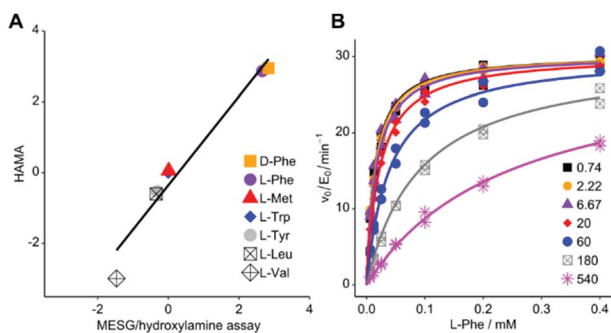 A
HAMA
4
2
0
-2
-2
0
2
4
MESG/hydroxylamine assay
D-Phe
L-Phe
L-Met
L-Trp
L-Tyr
L-Leu
L-Val
B
v₀/E₀/min⁻¹
30
20
10
0
0.0
0.1
0.2
0.3
0.4
L-Phe / mM
0.74
2.22
6.67
20
60
180
540